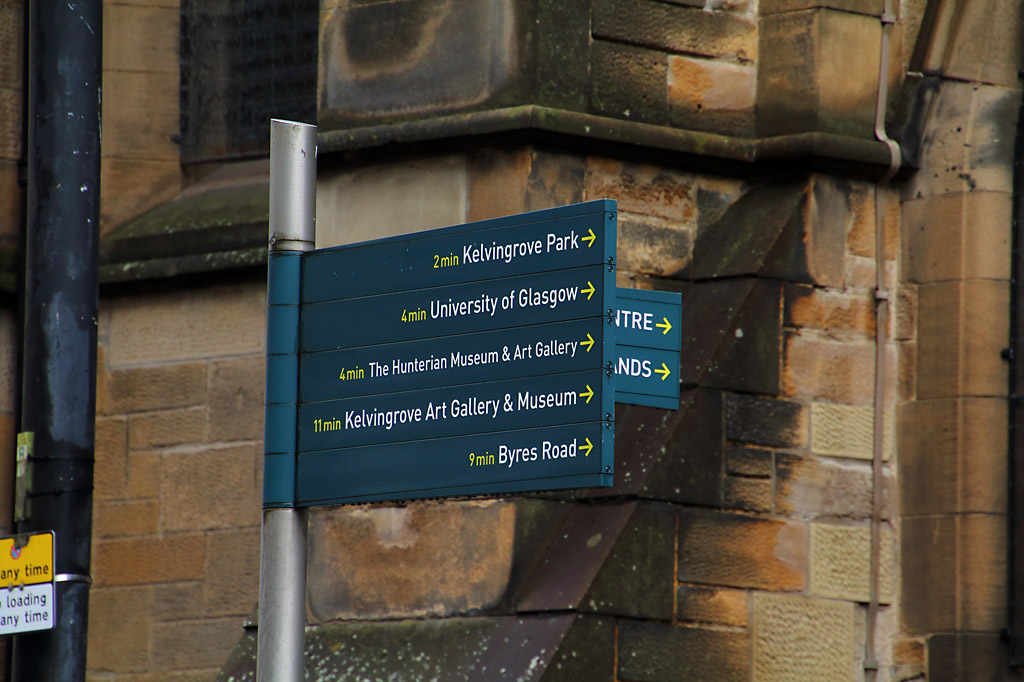 2min Kelvingrove Park →
4min University of Glasgow →
4min The Hunterian Museum & Art Gallery →
11min Kelvingrove Art Gallery & Museum →
9min Byres Road →
NTRE →
ANDS →
any time
loading
any time